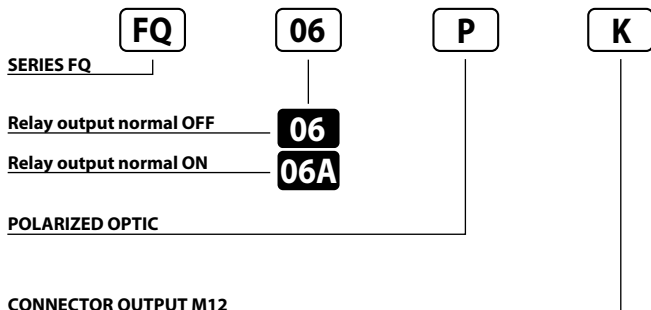 FQ 06 P K
SERIES FQ
Relay output normal OFF 06
Relay output normal ON 06A
POLARIZED OPTIC
CONNECTOR OUTPUT M12